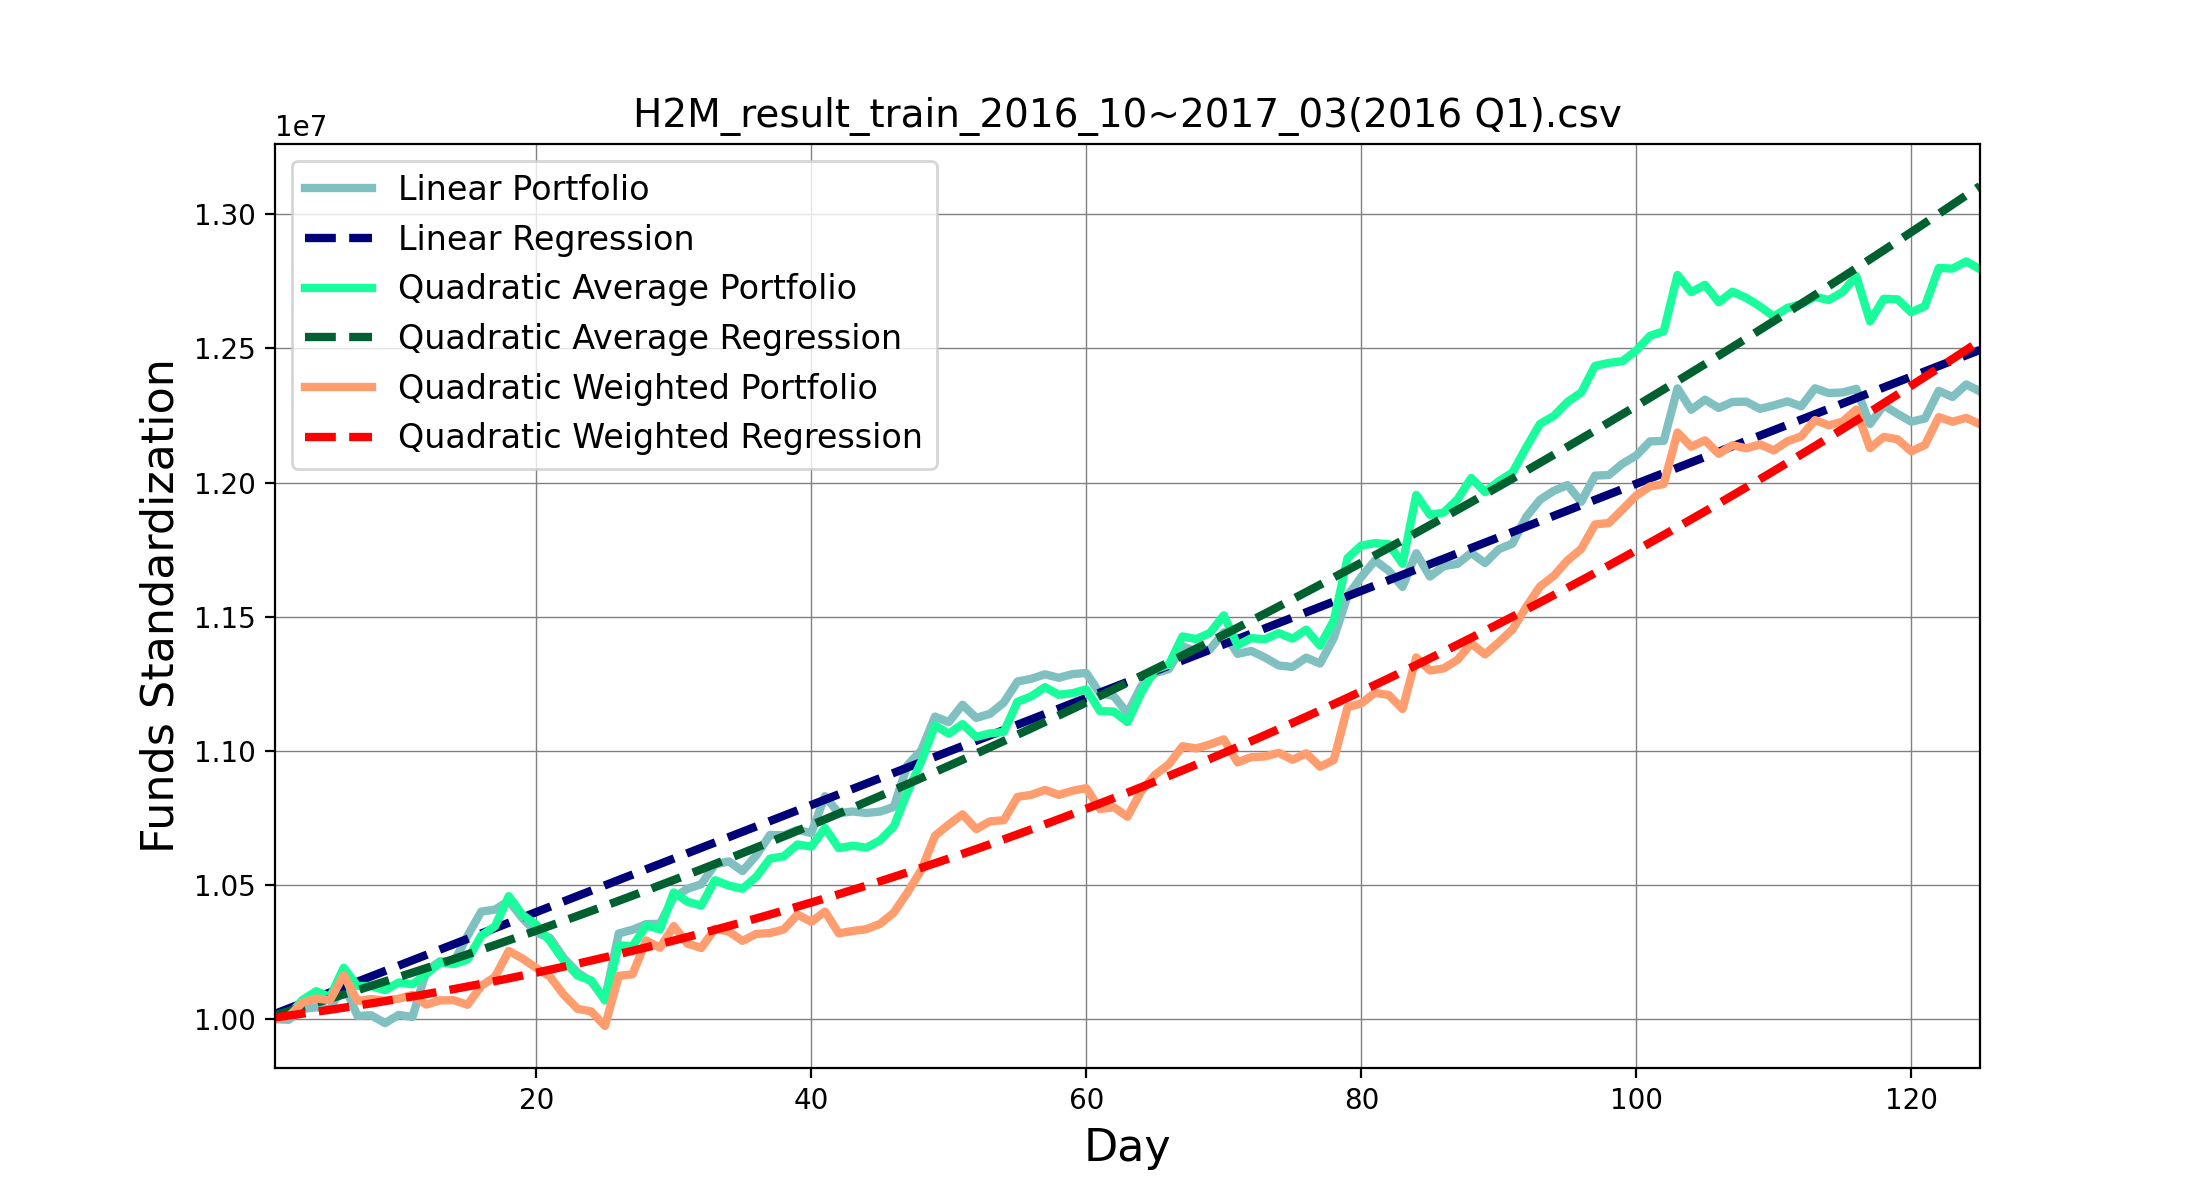 H2M_result_train_2016_10~2017_03(2016 Q1).csv
1e7
Linear Portfolio
Linear Regression
Quadratic Average Portfolio
Quadratic Average Regression
Quadratic Weighted Portfolio
Quadratic Weighted Regression
Funds Standardization
1.30
1.25
1.20
1.15
1.10
1.05
1.00
20 40 60 80 100 120
Day